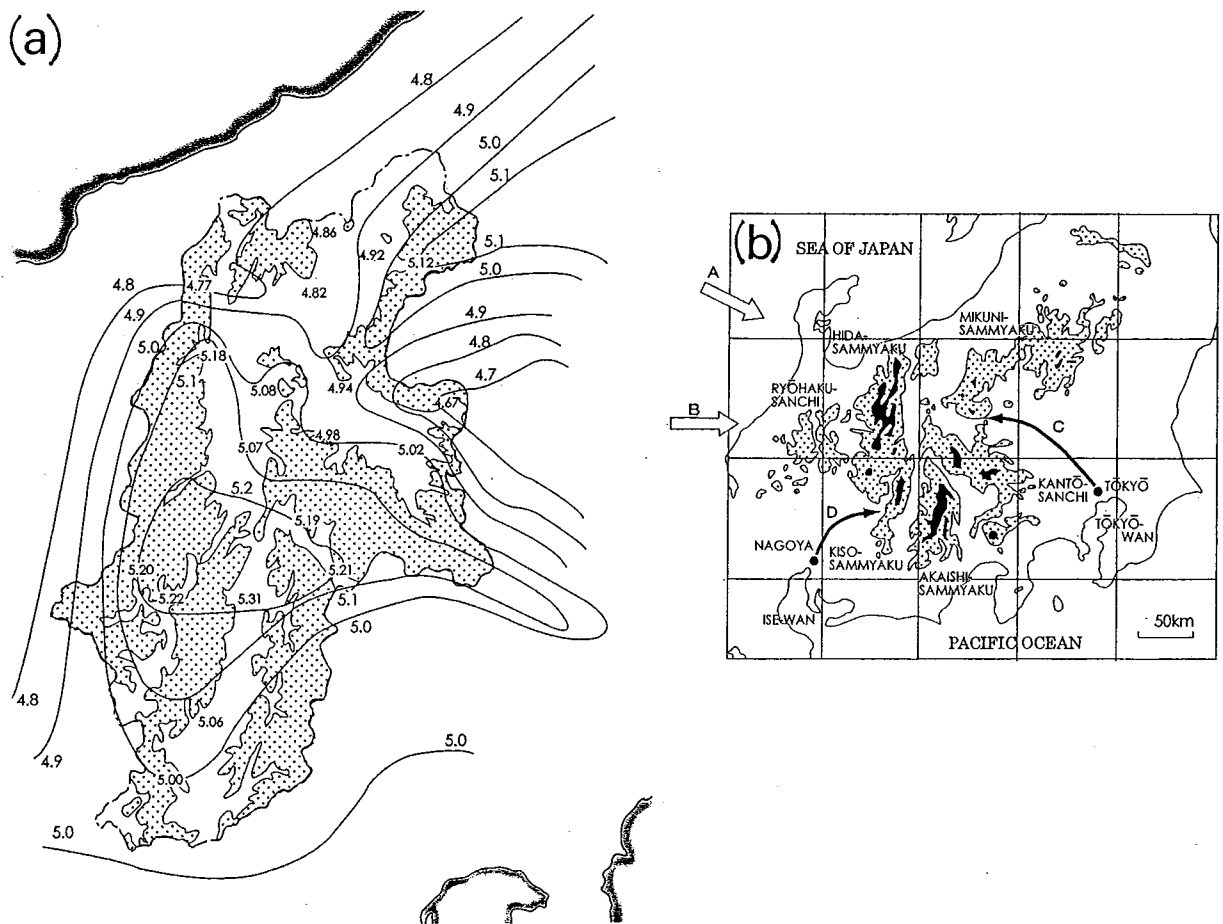 (a)
4.8
4.9
5.0
5.1
4.86
4.92
5.12
5.1
5.0
4.9
4.8
4.7
4.77
4.82
4.8
4.9
5.0
5.18
5.1
5.08
4.94
4.67
4.98
5.02
5.07
5.2
5.19
5.20
5.21
5.22
5.31
5.1
5.0
4.8
4.9
5.06
5.00
5.0
5.0
(b)
SEA OF JAPAN
A
MIKUNI-
SAMMYAKU
HIDA-
SAMMYAKU
RYŌHAKU-
SANCHI
B
C
KANTŌ-
SANCHI
TŌKYŌ
TŌKYŌ-
WAN
D
NAGOYA
KISO-
SAMMYAKU
AKAISHI-
SAMMYAKU
ISE-WAN
50km
PACIFIC OCEAN